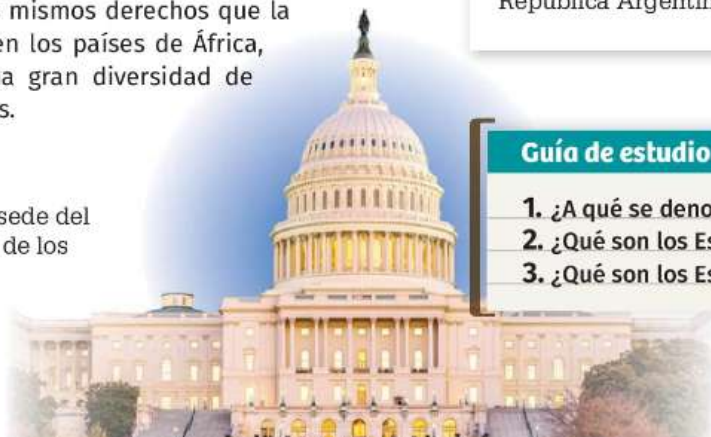 mismos derechos que la
en los países de África,
a gran diversidad de
s.
sede del
de los
República Argentin
Guía de estudio
1. ¿A qué se deno
2. ¿Qué son los Es
3. ¿Qué son los Es